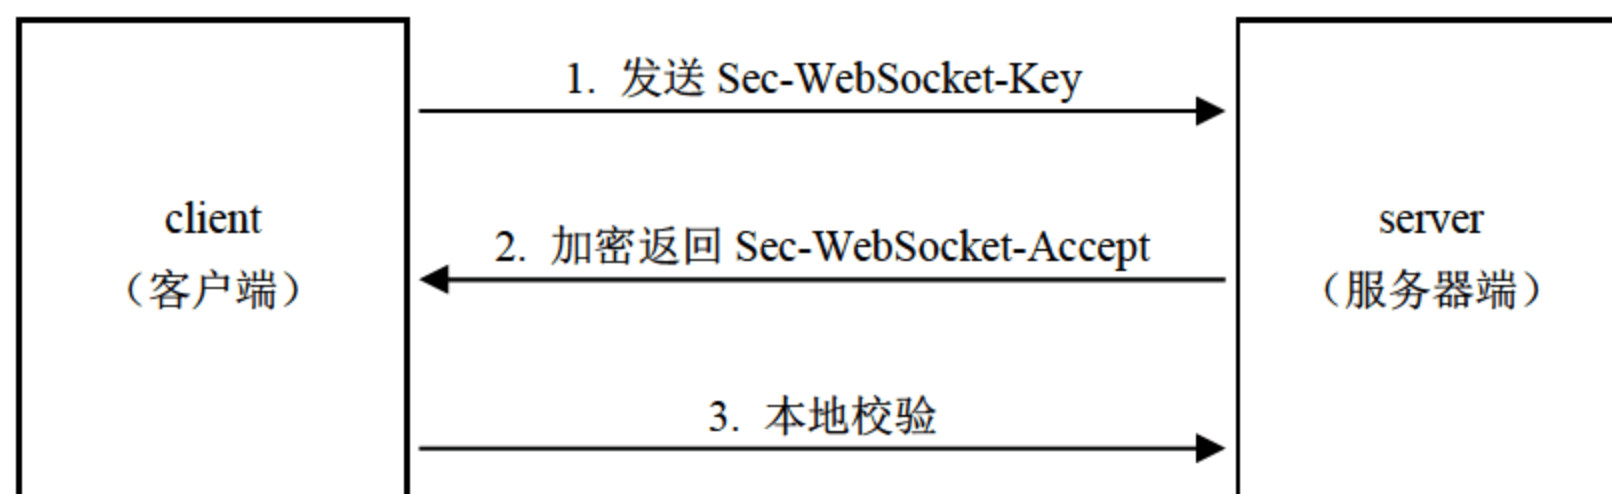 1. 发送 Sec-WebSocket-Key
client
（客户端）
2. 加密返回 Sec-WebSocket-Accept
server
（服务器端）
3. 本地校验